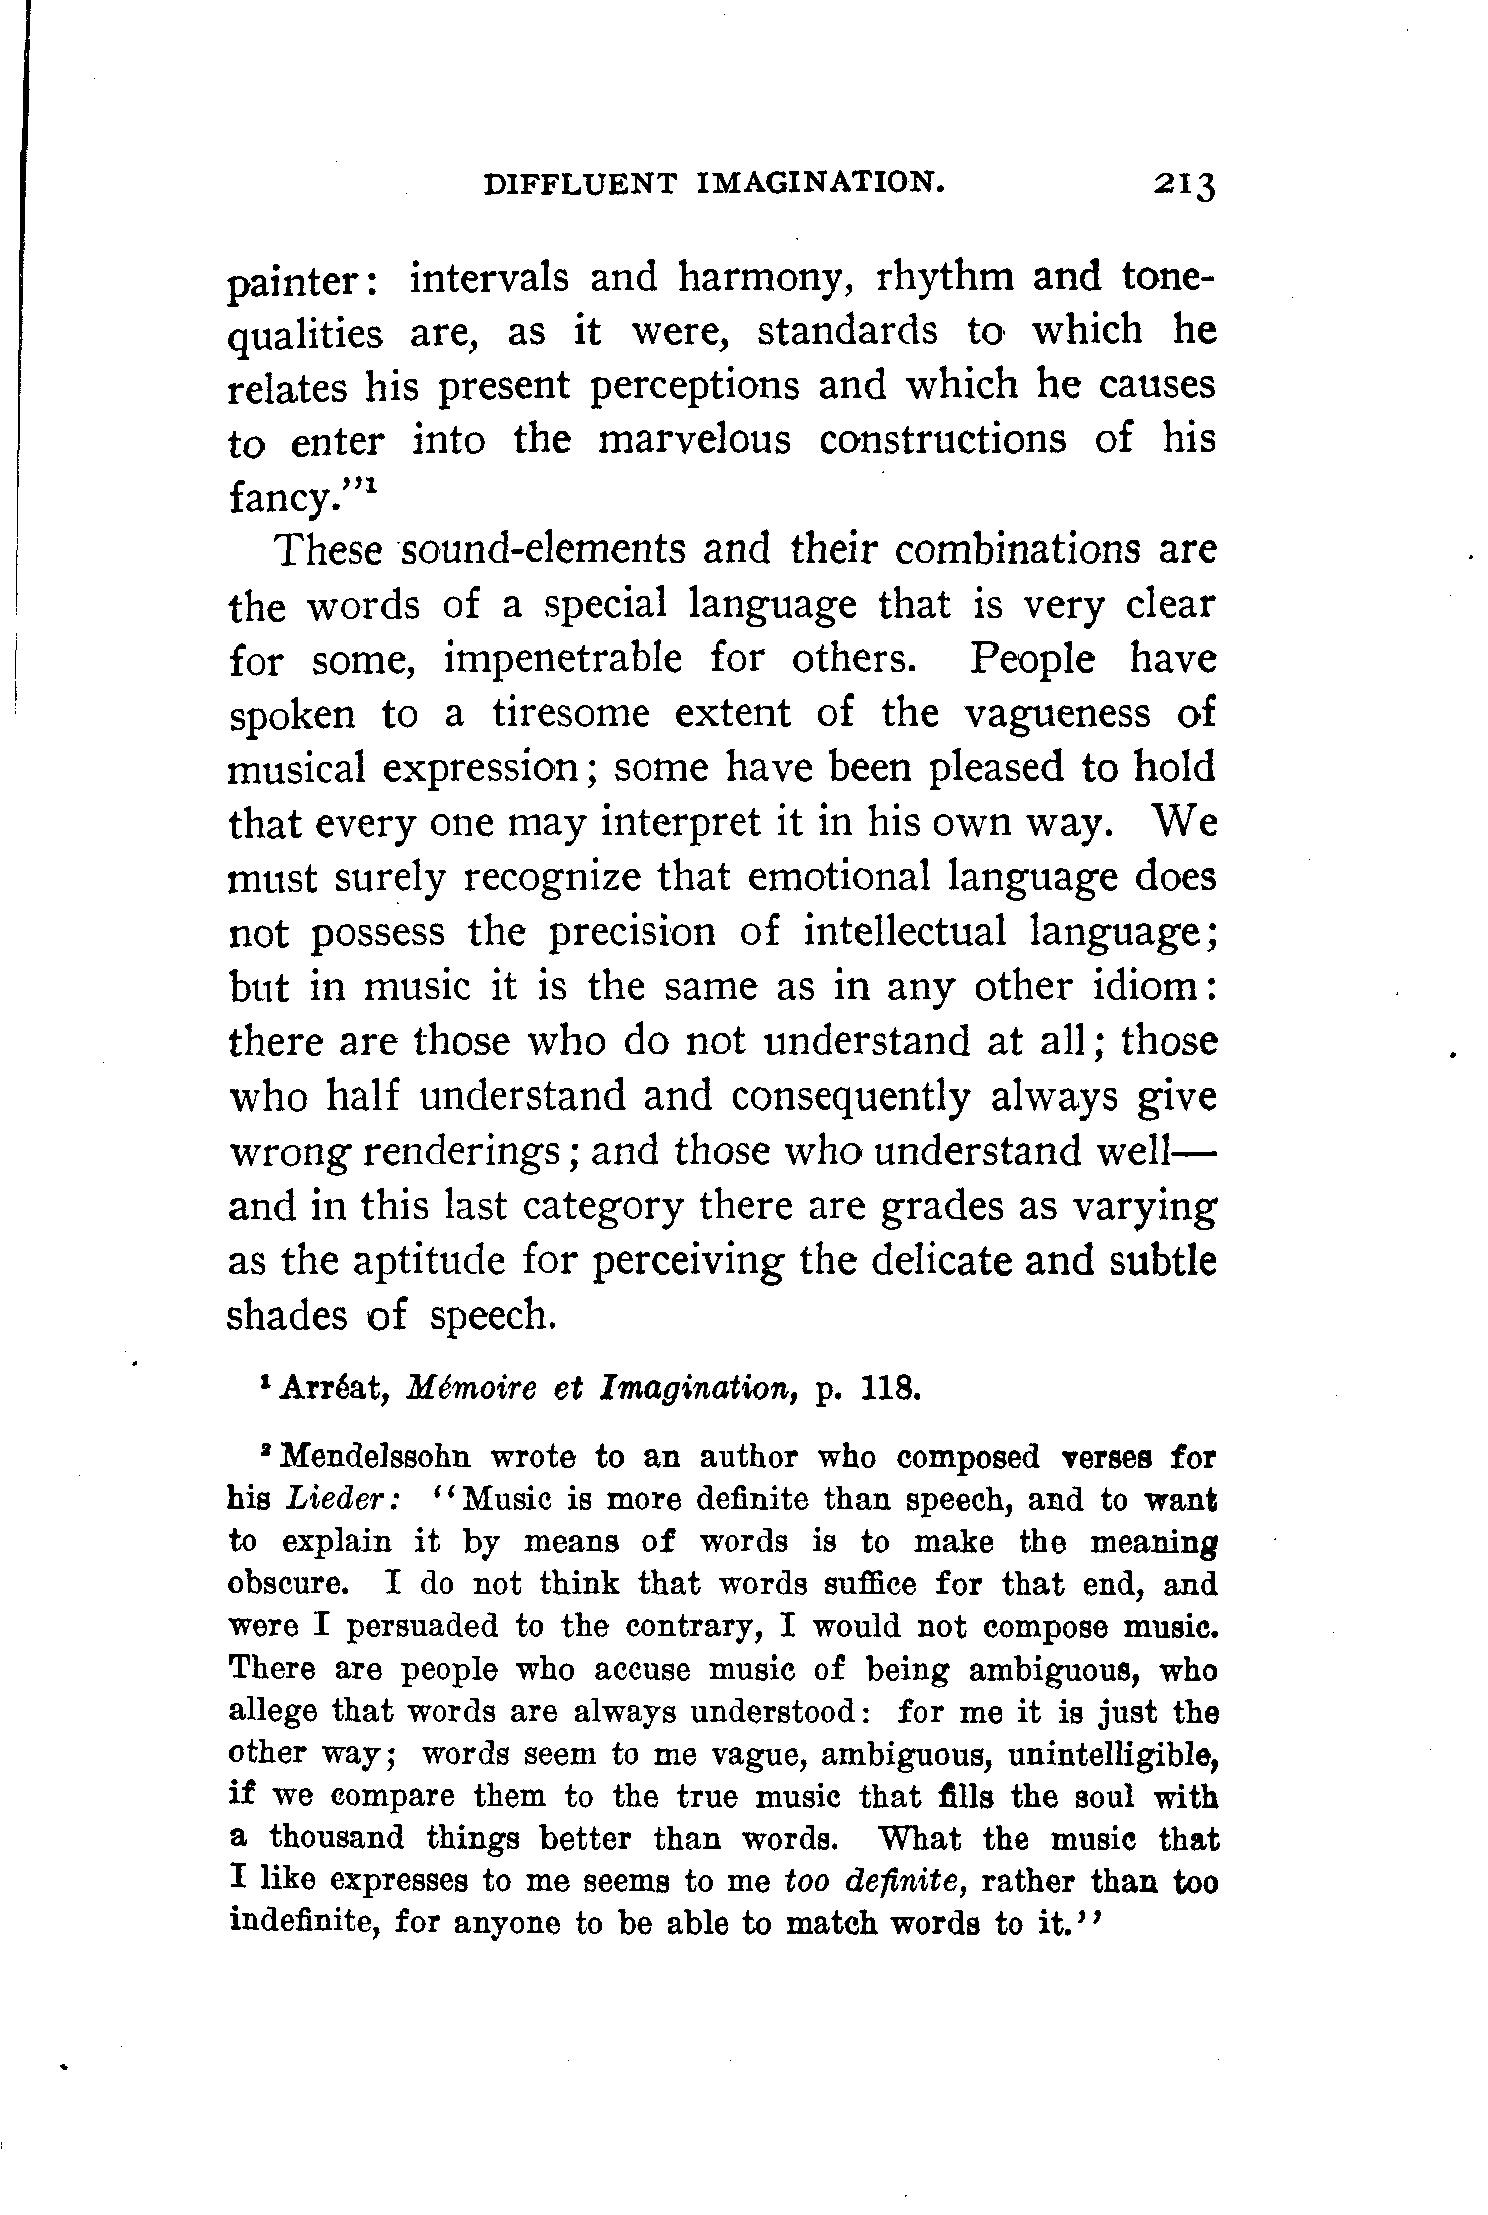 DIFFLUENT IMAGINATION. 213
painter: intervals and harmony, rhythm and tone-
qualities are, as it were, standards to which he
relates his present perceptions and which he causes
to enter into the marvelous constructions of his
fancy."¹
These sound-elements and their combinations are
the words of a special language that is very clear
for some, impenetrable for others. People have
spoken to a tiresome extent of the vagueness of
musical expression; some have been pleased to hold
that every one may interpret it in his own way. We
must surely recognize that emotional language does
not possess the precision of intellectual language;
but in music it is the same as in any other idiom:
there are those who do not understand at all; those
who half understand and consequently always give
wrong renderings; and those who understand well—
and in this last category there are grades as varying
as the aptitude for perceiving the delicate and subtle
shades of speech.
¹ Arréat, Mémoire et Imagination, p. 118.
² Mendelssohn wrote to an author who composed verses for
his Lieder: "Music is more definite than speech, and to want
to explain it by means of words is to make the meaning
obscure. I do not think that words suffice for that end, and
were I persuaded to the contrary, I would not compose music.
There are people who accuse music of being ambiguous, who
allege that words are always understood: for me it is just the
other way; words seem to me vague, ambiguous, unintelligible,
if we compare them to the true music that fills the soul with
a thousand things better than words. What the music that
I like expresses to me seems to me too definite, rather than too
indefinite, for anyone to be able to match words to it."